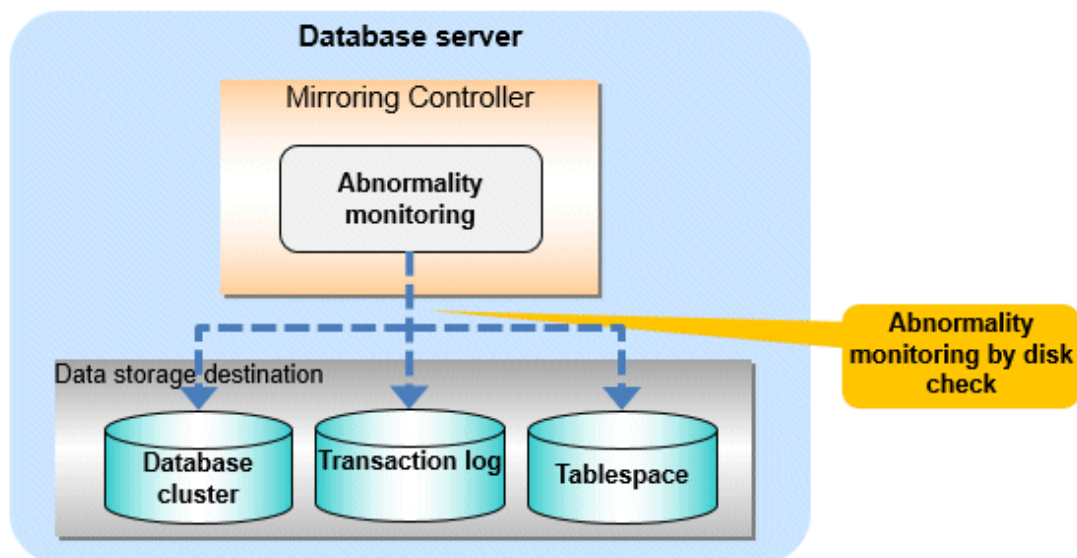 Database server
Mirroring Controller
Abnormality
monitoring
Abnormality
monitoring by disk
check
Data storage destination
Database
cluster
Transaction log
Tablespace